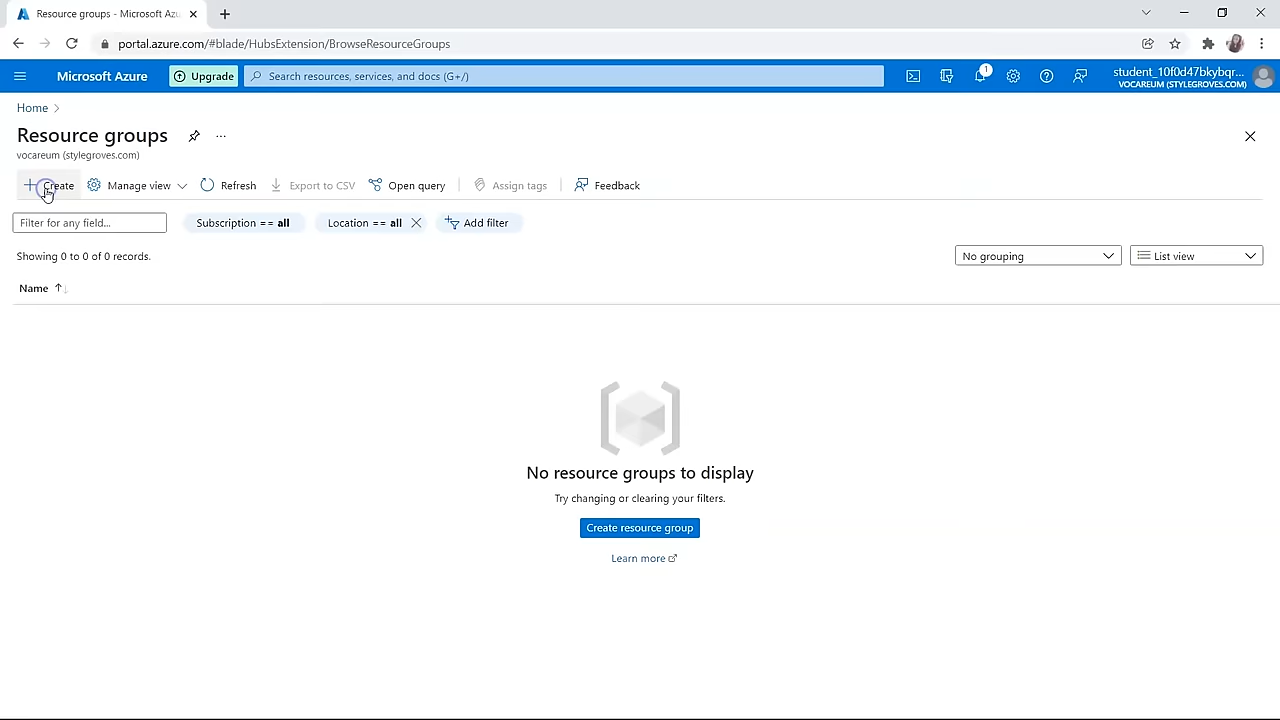 Resource groups - Microsoft Azu
portal.azure.com/#blade/HubsExtension/BrowseResourceGroups
Microsoft Azure Upgrade Search resources, services, and docs (G+/) 1 student_10f0d47bkybqr...
VOCAREUM (STYLEGROVES.COM)
Home
Resource groups ...
vocareum (stylegroves.com)
Create Manage view Refresh Export to CSV Open query Assign tags Feedback
Filter for any field... Subscription == all Location == all Add filter
Showing 0 to 0 of 0 records. No grouping List view
Name
No resource groups to display
Try changing or clearing your filters.
Create resource group
Learn more